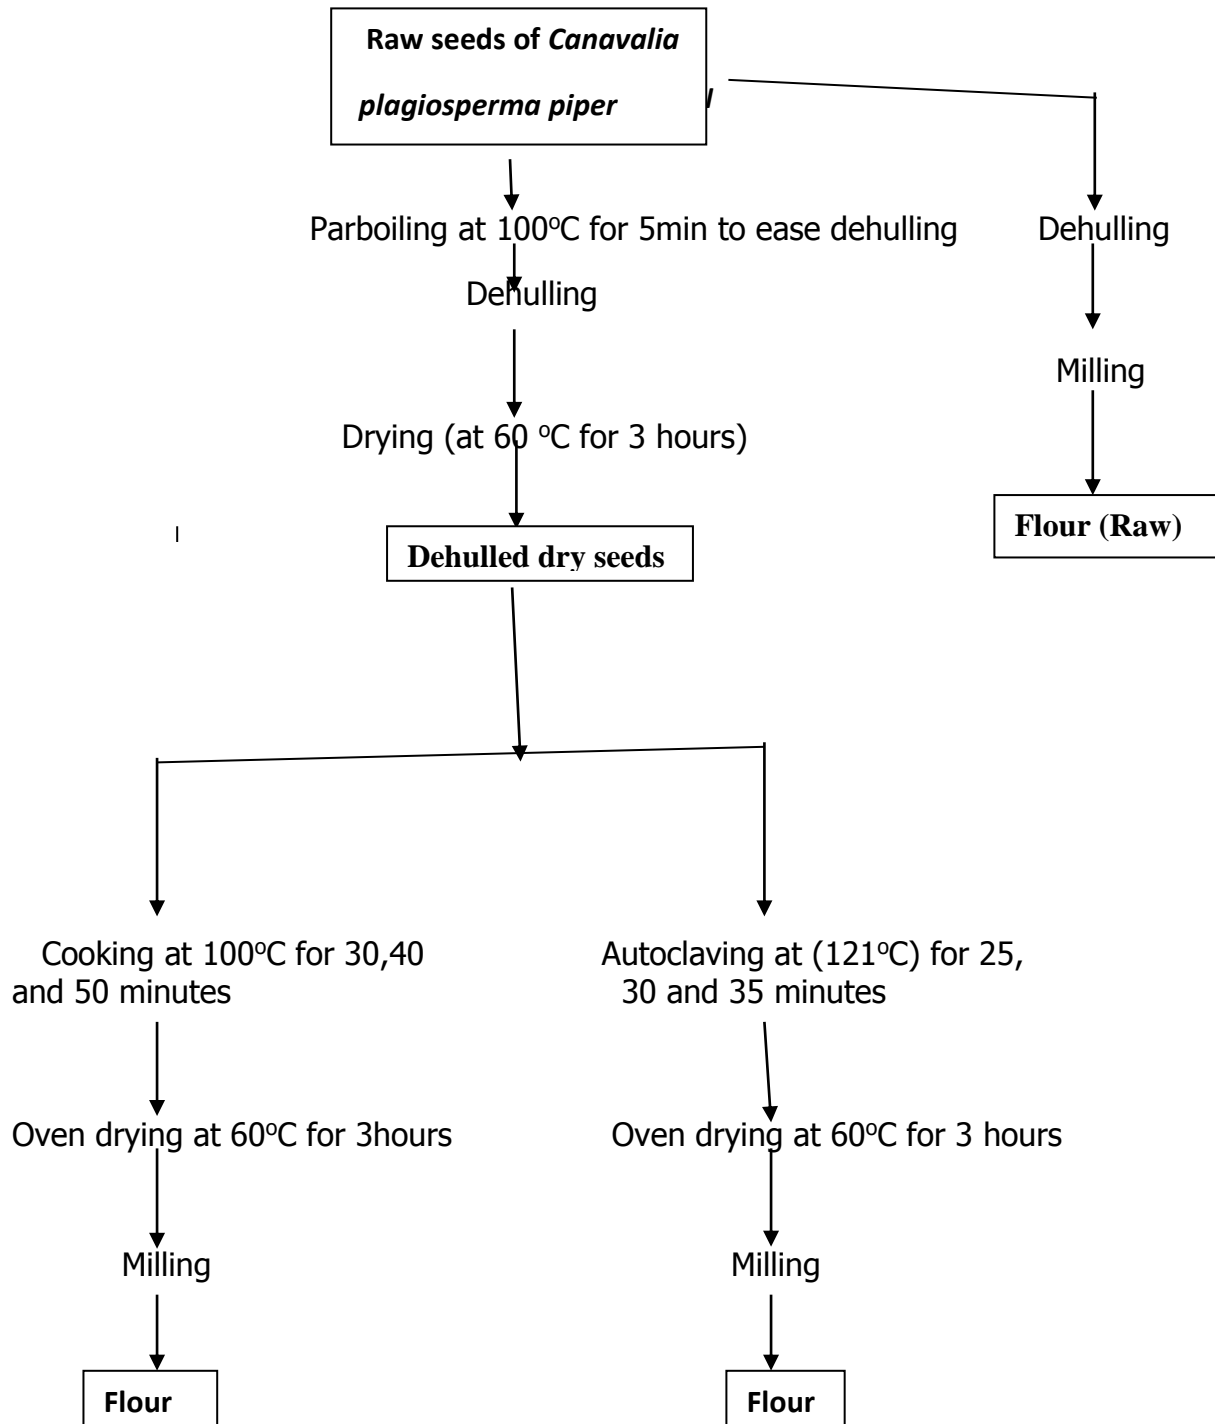 Raw seeds of Canavalia
plagiosperma piper
l
Parboiling at 100°C for 5min to ease dehulling
Dehulling
Dehulling
Milling
Drying (at 60 °C for 3 hours)
Flour (Raw)
l
Dehulled dry seeds
Cooking at 100°C for 30,40
and 50 minutes
Autoclaving at (121°C) for 25,
30 and 35 minutes
Oven drying at 60°C for 3hours
Oven drying at 60°C for 3 hours
Milling
Milling
Flour
Flour